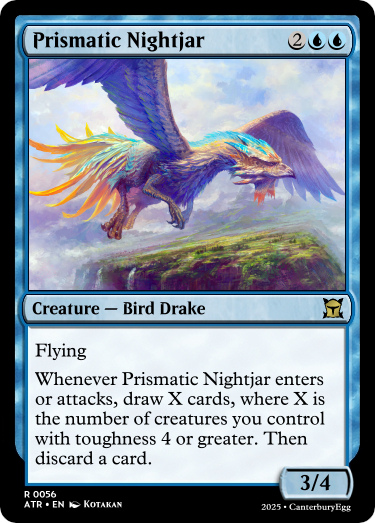 Prismatic Nightjar 2
Creature — Bird Drake
Flying
Whenever Prismatic Nightjar enters
or attacks, draw X cards, where X is
the number of creatures you control
with toughness 4 or greater. Then
discard a card.
3/4
R 0056
ATR • EN KOTAKAN
2025 • CanterburyEgg